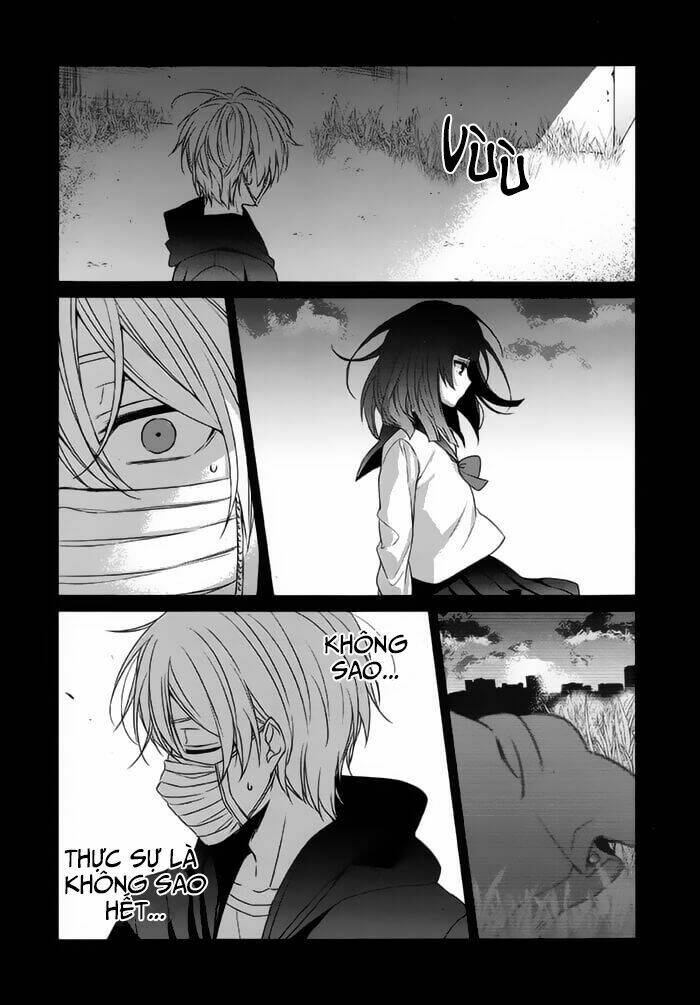 VÙÙ
KHÔNG
SAO...
THỰC SỰ LÀ
KHÔNG SAO
HẾT...